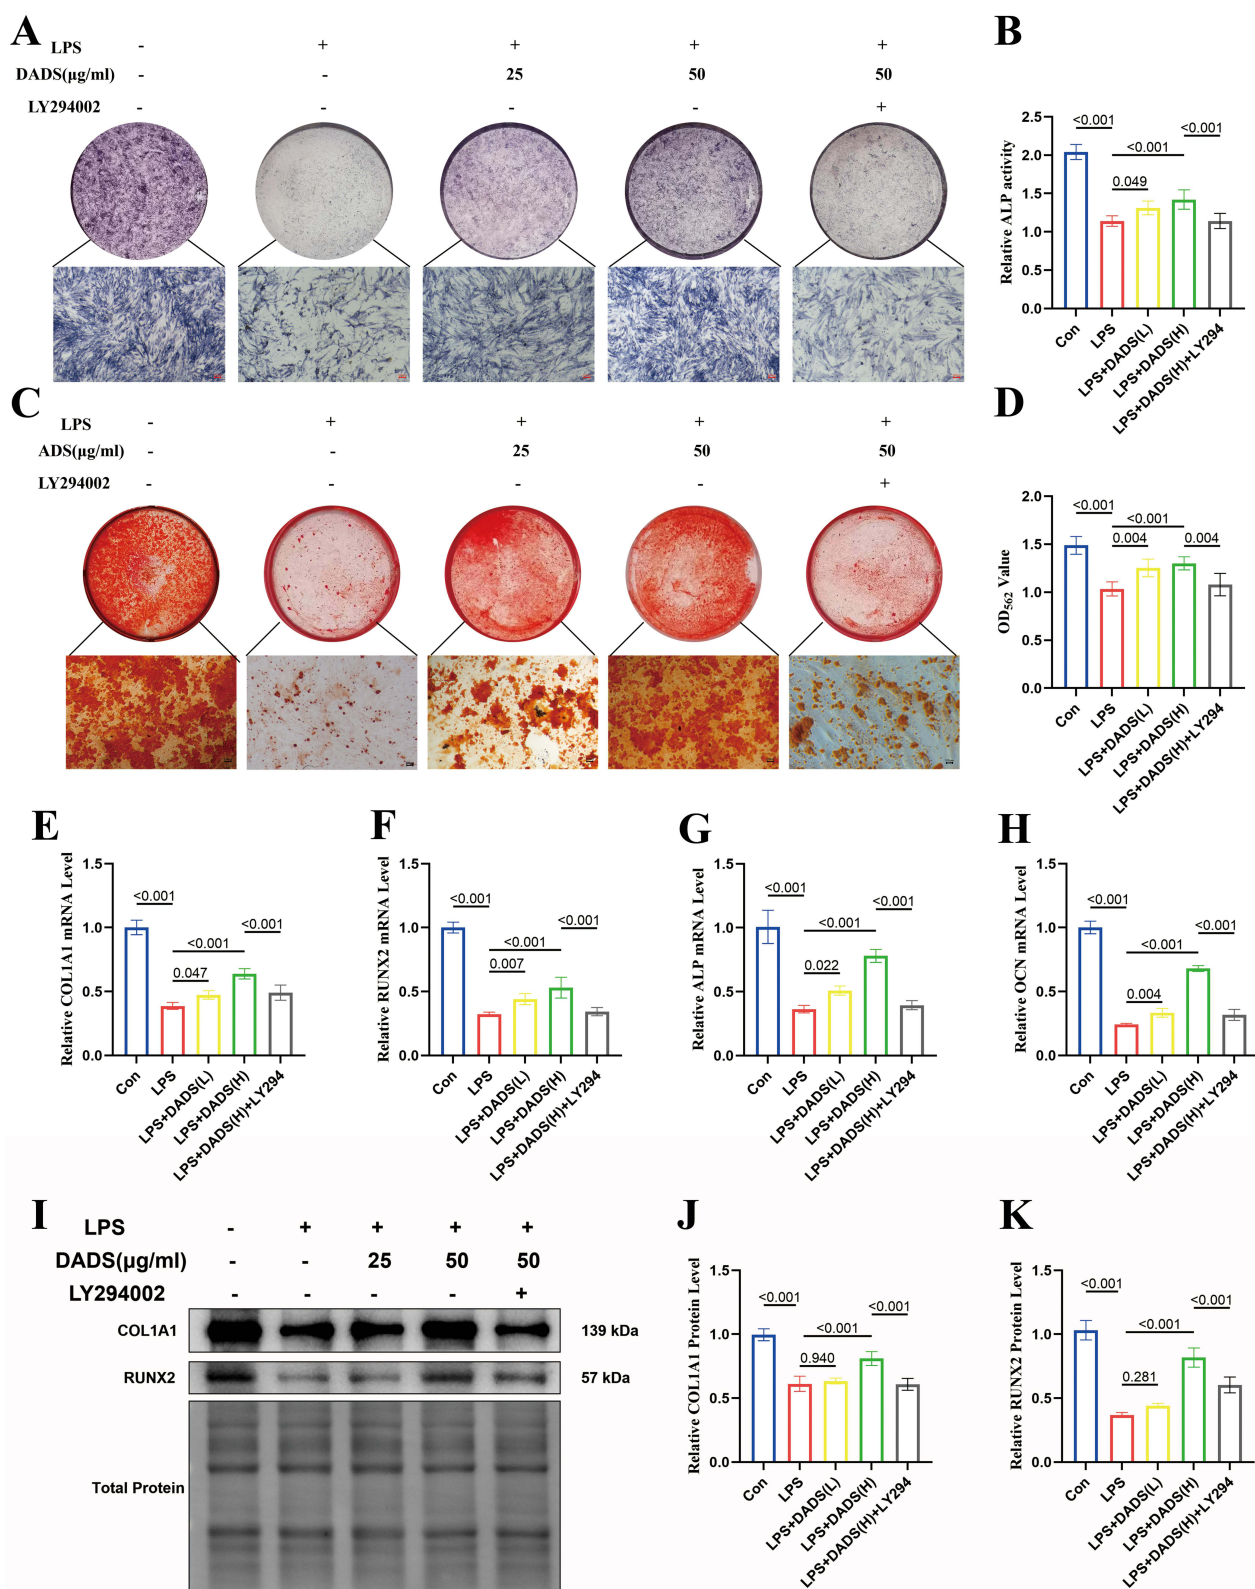 A
LPS - + + + +
DADS(μg/ml) - - 25 50 50
LY294002 - - - - +
B
Relative ALP activity
2.5
2.0
1.5
1.0
0.5
0.0
<0.001
<0.001
<0.001
0.049
Con
LPS
LPS+DADS(L)
LPS+DADS(H)
LPS+DADS(H)+LY294
C
LPS - + + + +
ADS(μg/ml) - - 25 50 50
LY294002 - - - - +
D
OD562 Value
2.0
1.5
1.0
0.5
0.0
<0.001
<0.001
0.004
0.004
Con
LPS
LPS+DADS(L)
LPS+DADS(H)
LPS+DADS(H)+LY294
E
Relative COL1A1 mRNA Level
1.5
1.0
0.5
0.0
<0.001
<0.001
<0.001
0.047
Con
LPS
LPS+DADS(L)
LPS+DADS(H)
LPS+DADS(H)+LY294
F
Relative RUNX2 mRNA Level
1.5
1.0
0.5
0.0
<0.001
<0.001
<0.001
0.007
Con
LPS
LPS+DADS(L)
LPS+DADS(H)
LPS+DADS(H)+LY294
G
Relative ALP mRNA Level
1.5
1.0
0.5
0.0
<0.001
<0.001
<0.001
0.022
Con
LPS
LPS+DADS(L)
LPS+DADS(H)
LPS+DADS(H)+LY294
H
Relative OCN mRNA Level
1.5
1.0
0.5
0.0
<0.001
<0.001
<0.001
0.004
Con
LPS
LPS+DADS(L)
LPS+DADS(H)
LPS+DADS(H)+LY294
I
LPS - + + + +
DADS(μg/ml) - - 25 50 50
LY294002 - - - - +
COL1A1 139 kDa
RUNX2 57 kDa
Total Protein
J
Relative COL1A1 Protein Level
1.5
1.0
0.5
0.0
<0.001
<0.001
<0.001
0.940
Con
LPS
LPS+DADS(L)
LPS+DADS(H)
LPS+DADS(H)+LY294
K
Relative RUNX2 Protein Level
1.5
1.0
0.5
0.0
<0.001
<0.001
<0.001
0.281
Con
LPS
LPS+DADS(L)
LPS+DADS(H)
LPS+DADS(H)+LY294